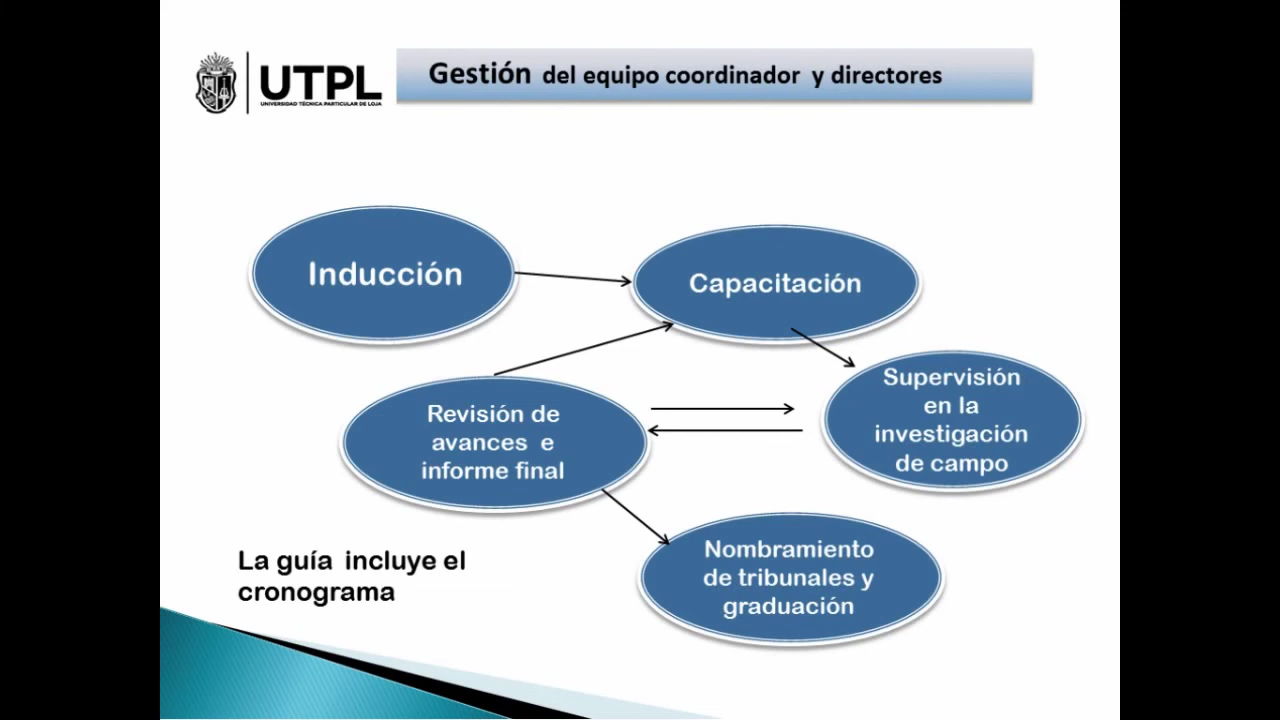 UTPL
UNIVERSIDAD TÉCNICA PARTICULAR DE LOJA
Gestión del equipo coordinador y directores
Inducción
Capacitación
Supervisión
en la
investigación
de campo
Revisión de
avances e
informe final
Nombramiento
de tribunales y
graduación
La guía incluye el
cronograma